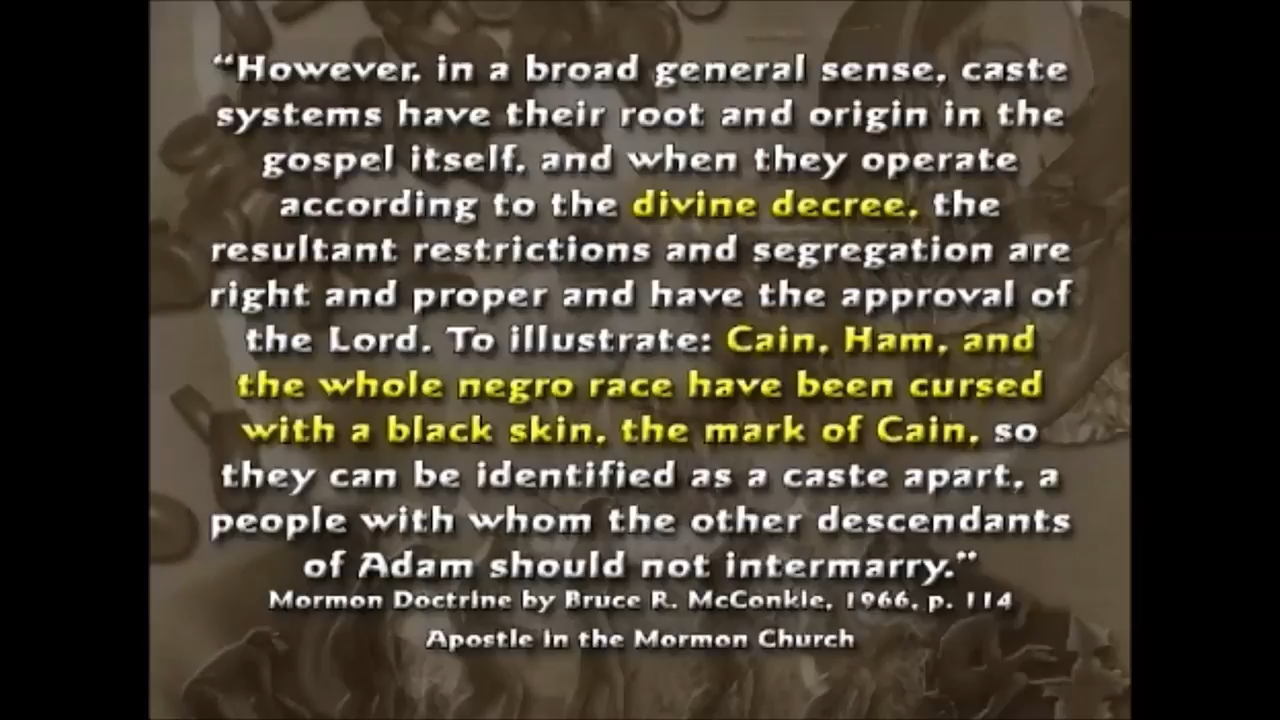 “However, in a broad general sense, caste
systems have their root and origin in the
gospel itself, and when they operate
according to the divine decree, the
resultant restrictions and segregation are
right and proper and have the approval of
the Lord. To illustrate: Cain, Ham, and
the whole negro race have been cursed
with a black skin, the mark of Cain, so
they can be identified as a caste apart, a
people with whom the other descendants
of Adam should not intermarry.”
Mormon Doctrine by Bruce R. McConkie, 1966, p. 114
Apostle in the Mormon Church